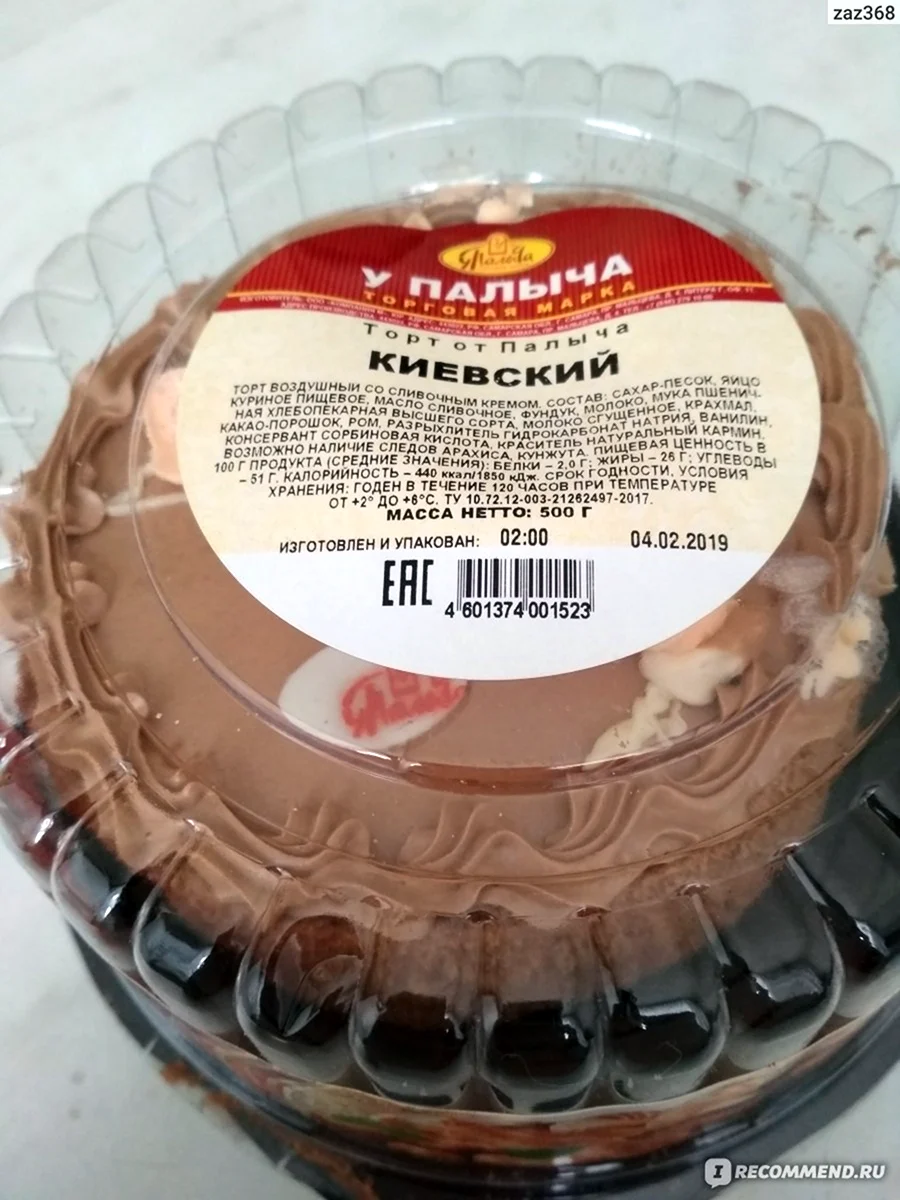 zaz368
Палыч
У ПАЛЫЧА
ТОРГОВАЯ МАРКА
Торт от Палыча
КИЕВСКИЙ
ТОРТ ВОЗДУШНЫЙ СО СЛИВОЧНЫМ КРЕМОМ. СОСТАВ: САХАР-ПЕСОК, ЯЙЦО
КУРИНОЕ ПИЩЕВОЕ, МАСЛО СЛИВОЧНОЕ, ФУНДУК, МОЛОКО, МУКА ПШЕНИЧ-
НАЯ ХЛЕБОПЕКАРНАЯ ВЫСШЕГО СОРТА, МОЛОКО СГУЩЕННОЕ, КРАХМАЛ,
КАКАО-ПОРОШОК, РОМ, РАЗРЫХЛИТЕЛЬ ГИДРОКАРБОНАТ НАТРИЯ, ВАНИЛИН,
КОНСЕРВАНТ СОРБИНОВАЯ КИСЛОТА, КРАСИТЕЛЬ НАТУРАЛЬНЫЙ КАРМИН.
ВОЗМОЖНО НАЛИЧИЕ СЛЕДОВ АРАХИСА, КУНЖУТА. ПИЩЕВАЯ ЦЕННОСТЬ В
100 Г ПРОДУКТА (СРЕДНИЕ ЗНАЧЕНИЯ): БЕЛКИ – 2,0 Г; ЖИРЫ – 26 Г; УГЛЕВОДЫ
– 51 Г. КАЛОРИЙНОСТЬ – 440 ккал/1850 кДж. СРОК ГОДНОСТИ, УСЛОВИЯ
ХРАНЕНИЯ: ГОДЕН В ТЕЧЕНИЕ 120 ЧАСОВ ПРИ ТЕМПЕРАТУРЕ
ОТ +2° ДО +6°С. ТУ 10.72.12-003-21262497-2017.
МАССА НЕТТО: 500 Г
ИЗГОТОВЛЕН И УПАКОВАН: 02:00 04.02.2019
EAC
4 601374 001523
I RECOMMEND.RU